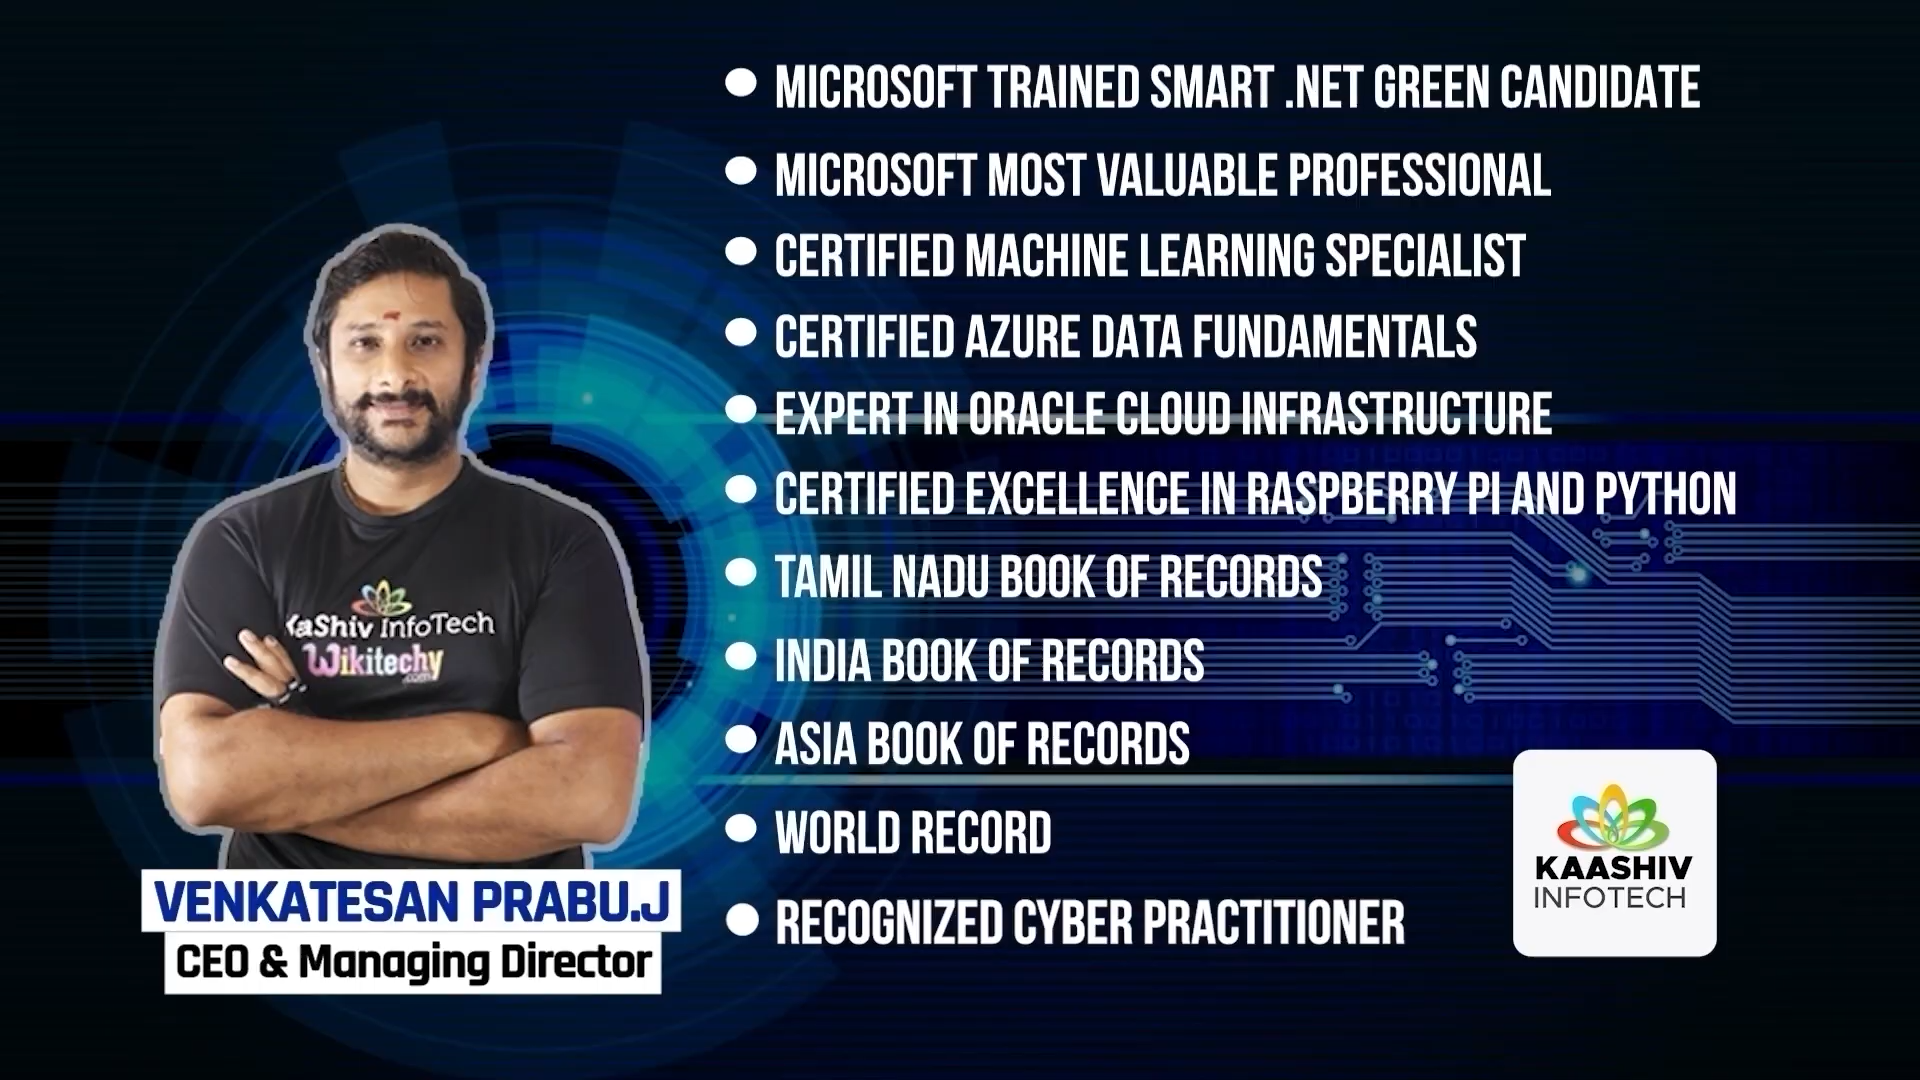 MICROSOFT TRAINED SMART .NET GREEN CANDIDATE
MICROSOFT MOST VALUABLE PROFESSIONAL
CERTIFIED MACHINE LEARNING SPECIALIST
CERTIFIED AZURE DATA FUNDAMENTALS
EXPERT IN ORACLE CLOUD INFRASTRUCTURE
CERTIFIED EXCELLENCE IN RASPBERRY PI AND PYTHON
TAMIL NADU BOOK OF RECORDS
INDIA BOOK OF RECORDS
ASIA BOOK OF RECORDS
WORLD RECORD
RECOGNIZED CYBER PRACTITIONER
KaShiv InfoTech
Wikitechy
.com
VENKATESAN PRABU.J
CEO & Managing Director
KAASHIV
INFOTECH